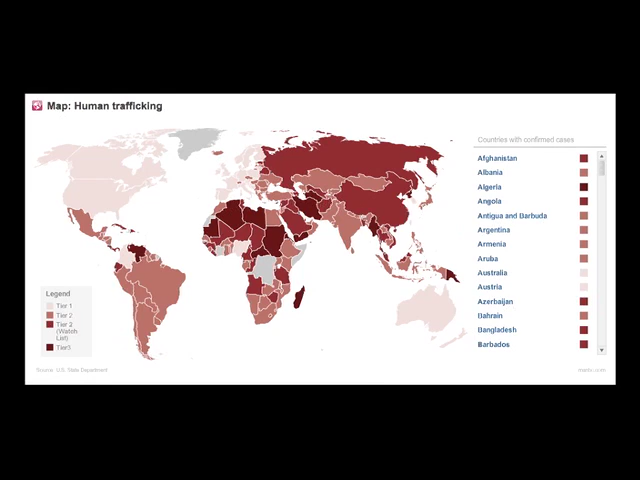 Map: Human trafficking
Countries with confirmed cases
Afghanistan
Albania
Algeria
Angola
Antigua and Barbuda
Argentina
Armenia
Aruba
Australia
Austria
Azerbaijan
Bahrain
Bangladesh
Barbados
Legend
Tier 1
Tier 2
Tier 2
(Watch
List)
Tier3
Source: U.S. State Department